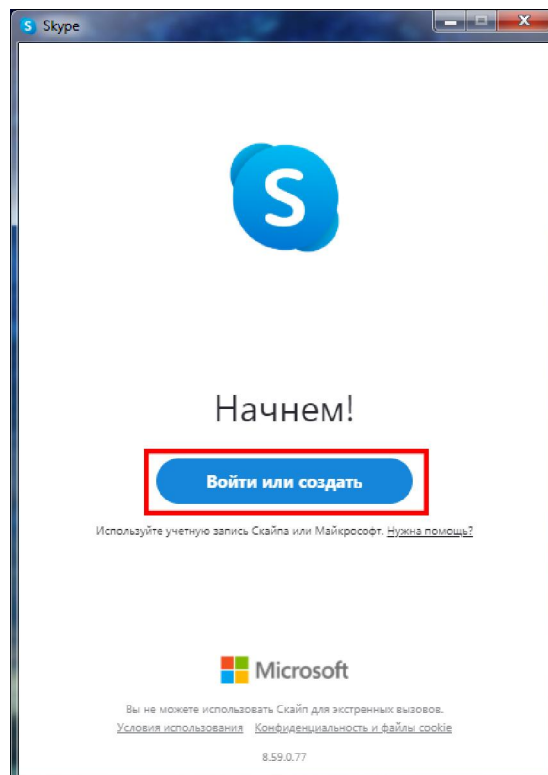 Skype
S
Начнем!
Войти или создать
Используйте учетную запись Скайпа или Майкрософт. Нужна помощь?
Microsoft
Вы не можете использовать Скайп для экстренных вызовов.
Условия использования Конфиденциальность и файлы cookie
8.59.0.77